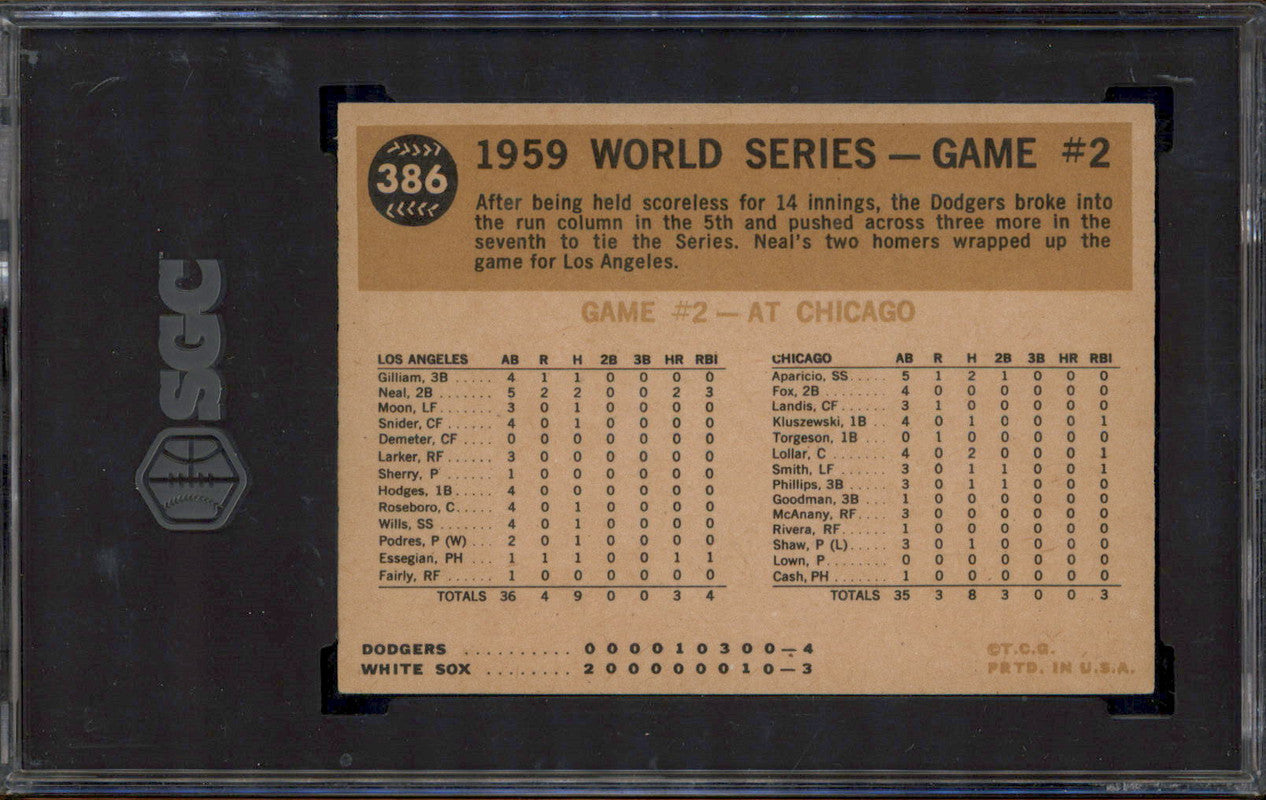 SGC
386
1959 WORLD SERIES — GAME #2
After being held scoreless for 14 innings, the Dodgers broke into
the run column in the 5th and pushed across three more in the
seventh to tie the Series. Neal's two homers wrapped up the
game for Los Angeles.
GAME #2 — AT CHICAGO
LOS ANGELES AB R H 2B 3B HR RBI
Gilliam, 3B ..... 4 1 1 0 0 0 0
Neal, 2B ........ 5 2 2 0 0 2 3
Moon, LF ....... 3 0 1 0 0 0 0
Snider, CF ...... 4 0 1 0 0 0 0
Demeter, CF .... 0 0 0 0 0 0 0
Larker, RF ...... 3 0 0 0 0 0 0
Sherry, P ....... 1 0 0 0 0 0 0
Hodges, 1B ..... 4 0 0 0 0 0 0
Roseboro, C ..... 4 0 1 0 0 0 0
Wills, SS ....... 4 0 1 0 0 0 0
Podres, P (W) ... 2 0 1 0 0 0 0
Essegian, PH ... 1 1 1 0 0 1 1
Fairly, RF ...... 1 0 0 0 0 0 0
TOTALS 36 4 9 0 0 3 4
CHICAGO AB R H 2B 3B HR RBI
Aparicio, SS ..... 5 1 2 1 0 0 0
Fox, 2B ........ 4 0 0 0 0 0 0
Landis, CF ...... 3 1 0 0 0 0 0
Kluszewski, 1B .. 4 0 1 0 0 0 1
Torgeson, 1B ... 0 1 0 0 0 0 0
Lollar, C ....... 4 0 2 0 0 0 1
Smith, LF ....... 3 0 1 1 0 0 1
Phillips, 3B ..... 3 0 1 1 0 0 0
Goodman, 3B ... 1 0 0 0 0 0 0
McAnany, RF .... 3 0 0 0 0 0 0
Rivera, RF ...... 1 0 0 0 0 0 0
Shaw, P (L) ..... 3 0 1 0 0 0 0
Lown, P ........ 0 0 0 0 0 0 0
Cash, PH ....... 1 0 0 0 0 0 0
TOTALS 35 3 8 3 0 0 3
DODGERS .......... 0 0 0 0 1 0 3 0 0 — 4
WHITE SOX ........ 2 0 0 0 0 0 0 1 0 — 3
©T.C.G.
PRTD. IN U.S.A.